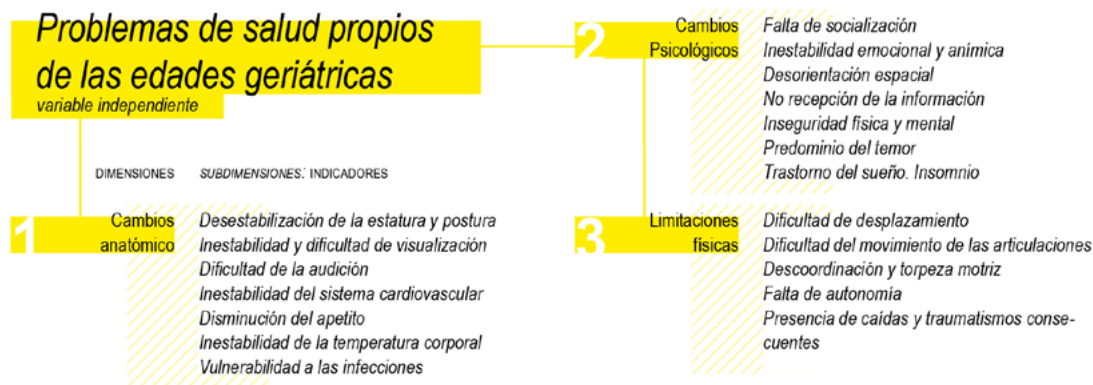 Problemas de salud propios
de las edades geriátricas
variable independiente
DIMENSIONES SUBDIMENSIONES: INDICADORES
1 Cambios
anatómico
Desestabilización de la estatura y postura
Inestabilidad y dificultad de visualización
Dificultad de la audición
Inestabilidad del sistema cardiovascular
Disminución del apetito
Inestabilidad de la temperatura corporal
Vulnerabilidad a las infecciones
2 Cambios
Psicológicos
Falta de socialización
Inestabilidad emocional y anímica
Desorientación espacial
No recepción de la información
Inseguridad física y mental
Predominio del temor
Trastorno del sueño. Insomnio
3 Limitaciones
físicas
Dificultad de desplazamiento
Dificultad del movimiento de las articulaciones
Descoordinación y torpeza motriz
Falta de autonomía
Presencia de caídas y traumatismos conse-
cuentes